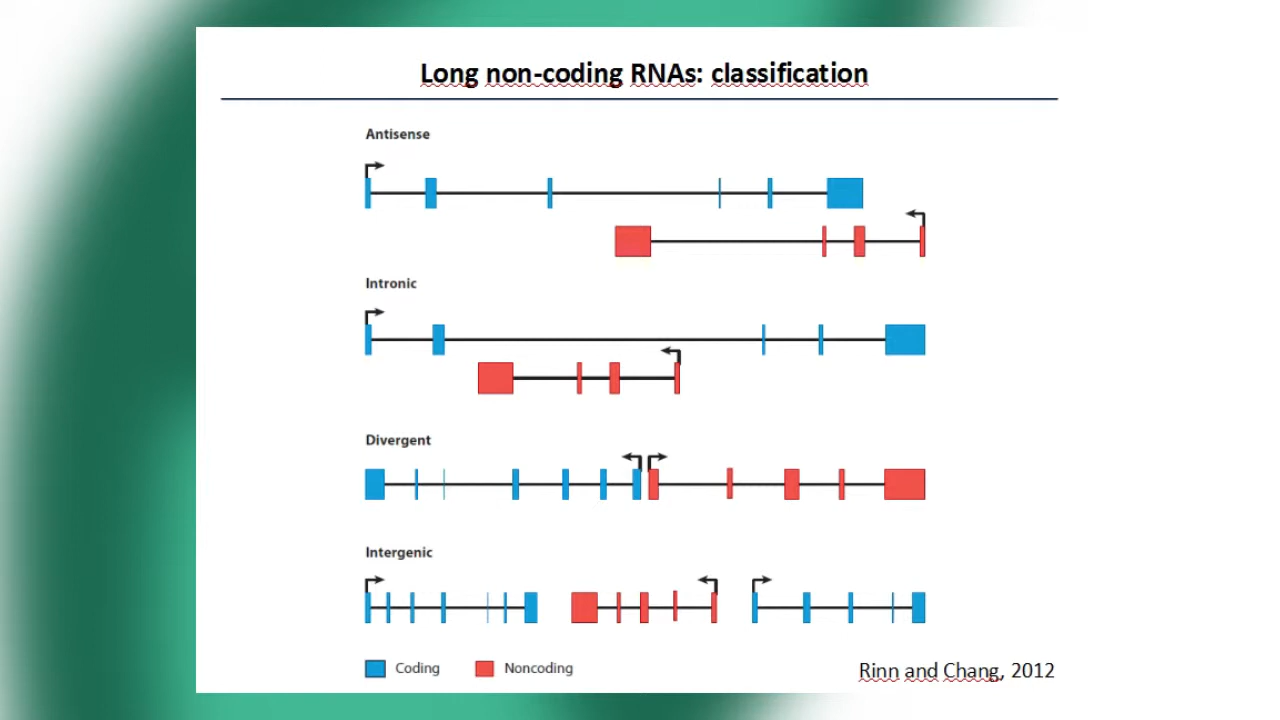 Long non-coding RNAs: classification
Antisense
Intronic
Divergent
Intergenic
Coding
Noncoding
Rinn and Chang, 2012